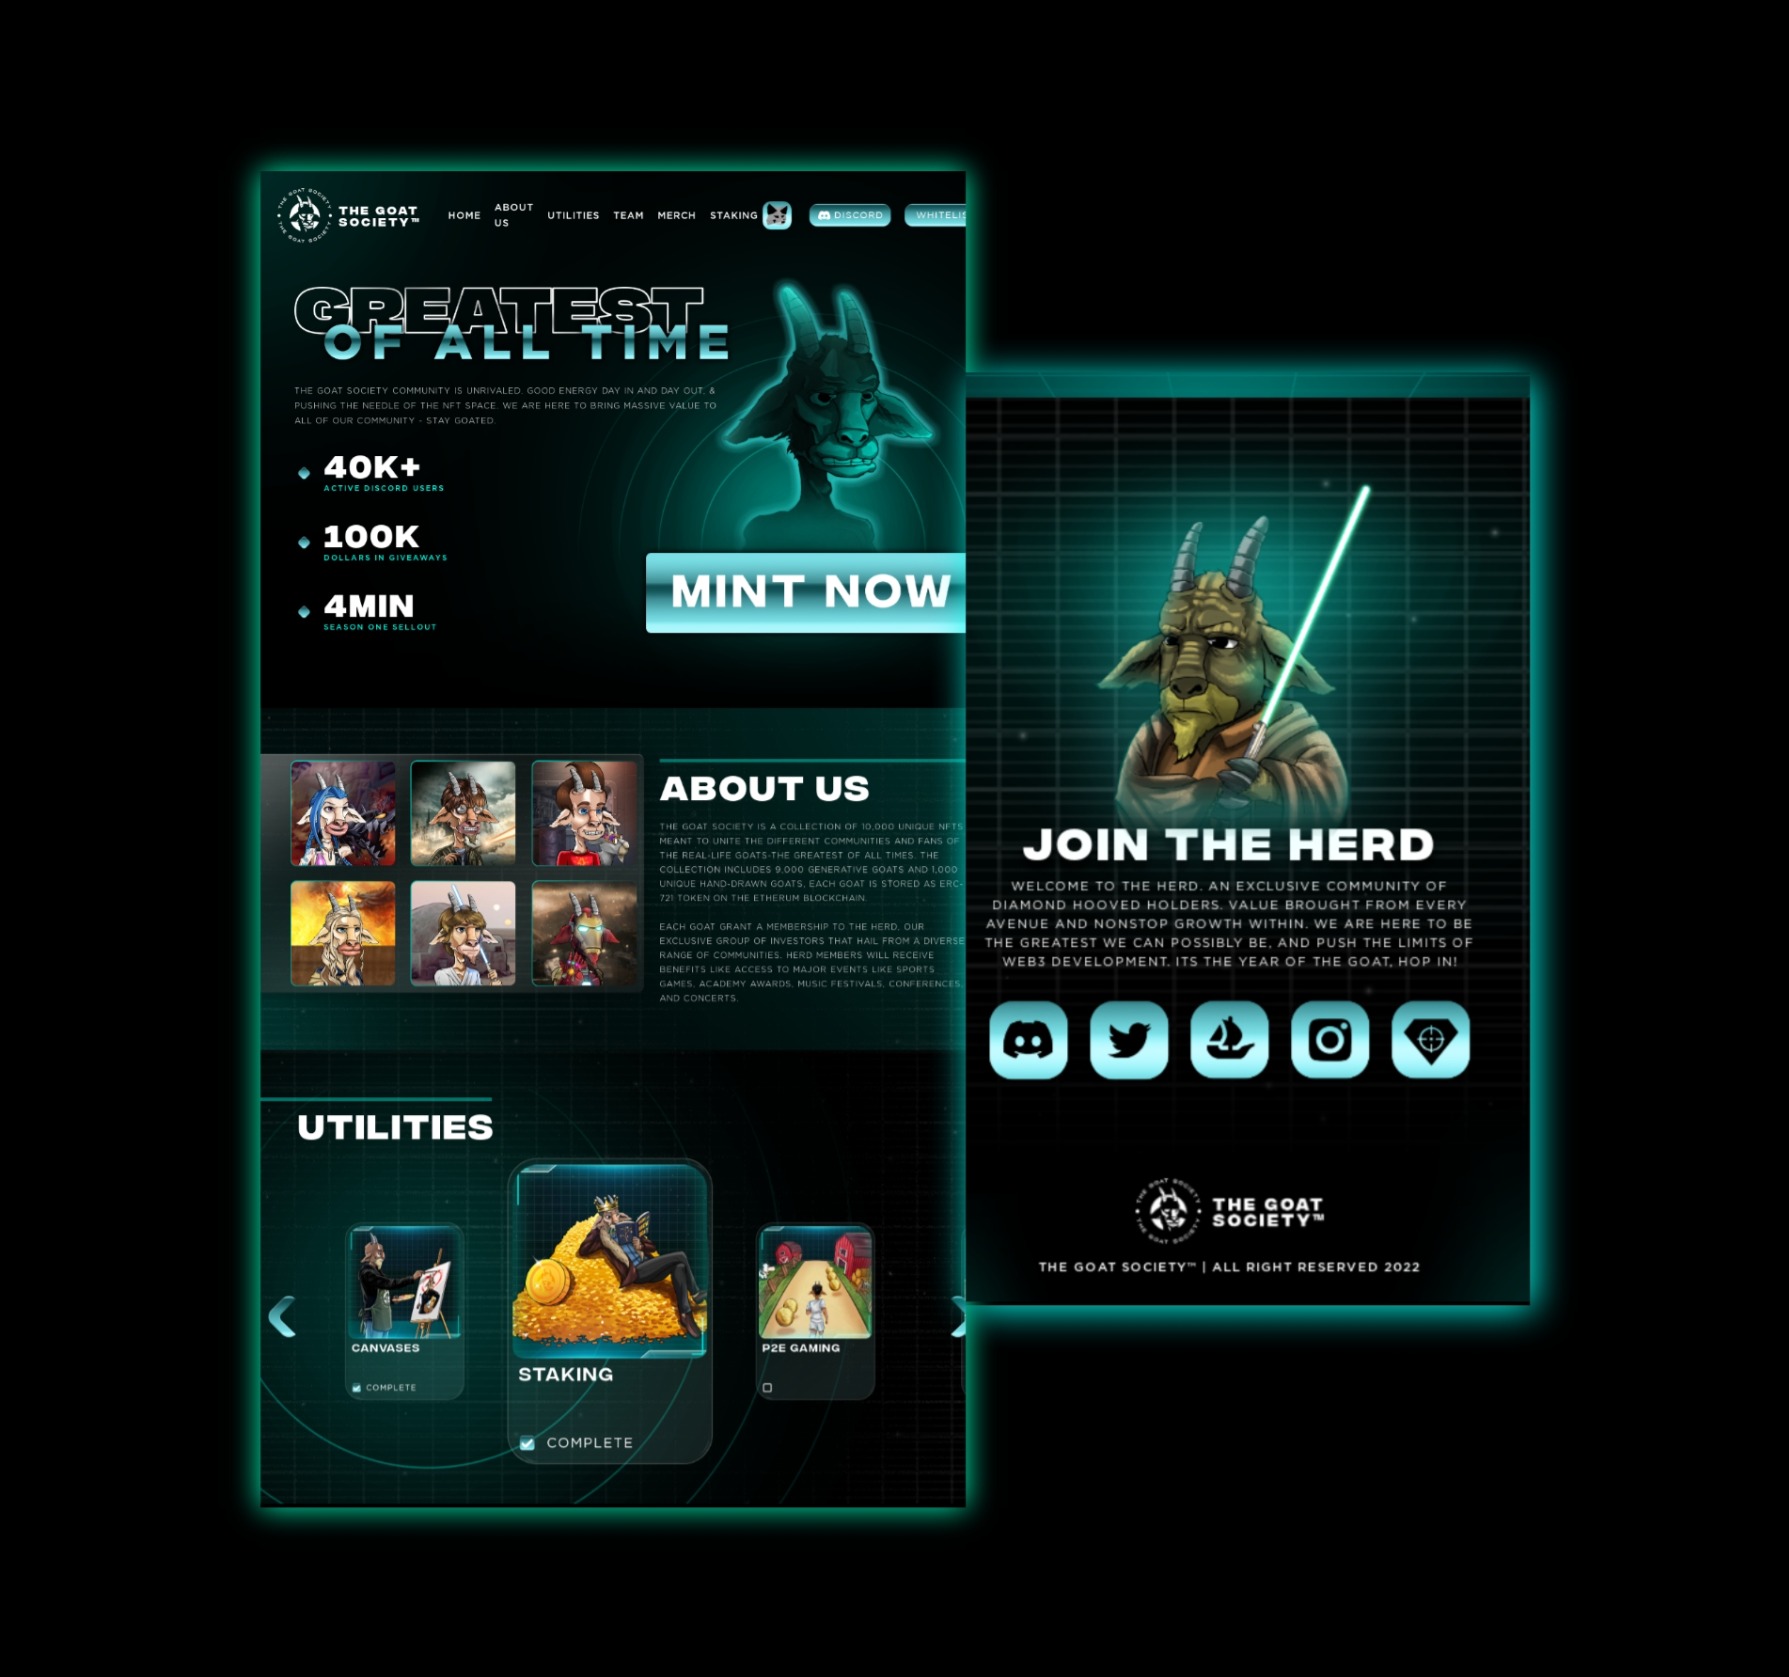 THE GOAT
SOCIETY™
HOME
ABOUT
US
UTILITIES
TEAM
MERCH
STAKING
DISCORD
WHITELIS
GREATEST
OF ALL TIME
THE GOAT SOCIETY COMMUNITY IS UNRIVALED. GOOD ENERGY DAY IN AND DAY OUT, &
PUSHING THE NEEDLE OF THE NFT SPACE. WE ARE HERE TO BRING MASSIVE VALUE TO
ALL OF OUR COMMUNITY - STAY GOATED.
40K+
ACTIVE DISCORD USERS
100K
DOLLARS IN GIVEAWAYS
4MIN
SEASON ONE SELLOUT
MINT NOW
ABOUT US
THE GOAT SOCIETY IS A COLLECTION OF 10,000 UNIQUE NFTS
MEANT TO UNITE THE DIFFERENT COMMUNITIES AND FANS OF
THE REAL-LIFE GOATS-THE GREATEST OF ALL TIMES. THE
COLLECTION INCLUDES 9,000 GENERATIVE GOATS AND 1,000
UNIQUE HAND-DRAWN GOATS, EACH GOAT IS STORED AS ERC-
721 TOKEN ON THE ETHERUM BLOCKCHAIN.
EACH GOAT GRANT A MEMBERSHIP TO THE HERD, OUR
EXCLUSIVE GROUP OF INVESTORS THAT HAIL FROM A DIVERSE
RANGE OF COMMUNITIES. HERD MEMBERS WILL RECEIVE
BENEFITS LIKE ACCESS TO MAJOR EVENTS LIKE SPORTS
GAMES, ACADEMY AWARDS, MUSIC FESTIVALS, CONFERENCES,
AND CONCERTS.
UTILITIES
CANVASES
COMPLETE
STAKING
COMPLETE
P2E GAMING
JOIN THE HERD
WELCOME TO THE HERD. AN EXCLUSIVE COMMUNITY OF
DIAMOND HOOVED HOLDERS. VALUE BROUGHT FROM EVERY
AVENUE AND NONSTOP GROWTH WITHIN. WE ARE HERE TO BE
THE GREATEST WE CAN POSSIBLY BE, AND PUSH THE LIMITS OF
WEB3 DEVELOPMENT. ITS THE YEAR OF THE GOAT, HOP IN!
THE GOAT SOCIETY
THE GOAT
SOCIETY™
THE GOAT SOCIETY™ | ALL RIGHT RESERVED 2022